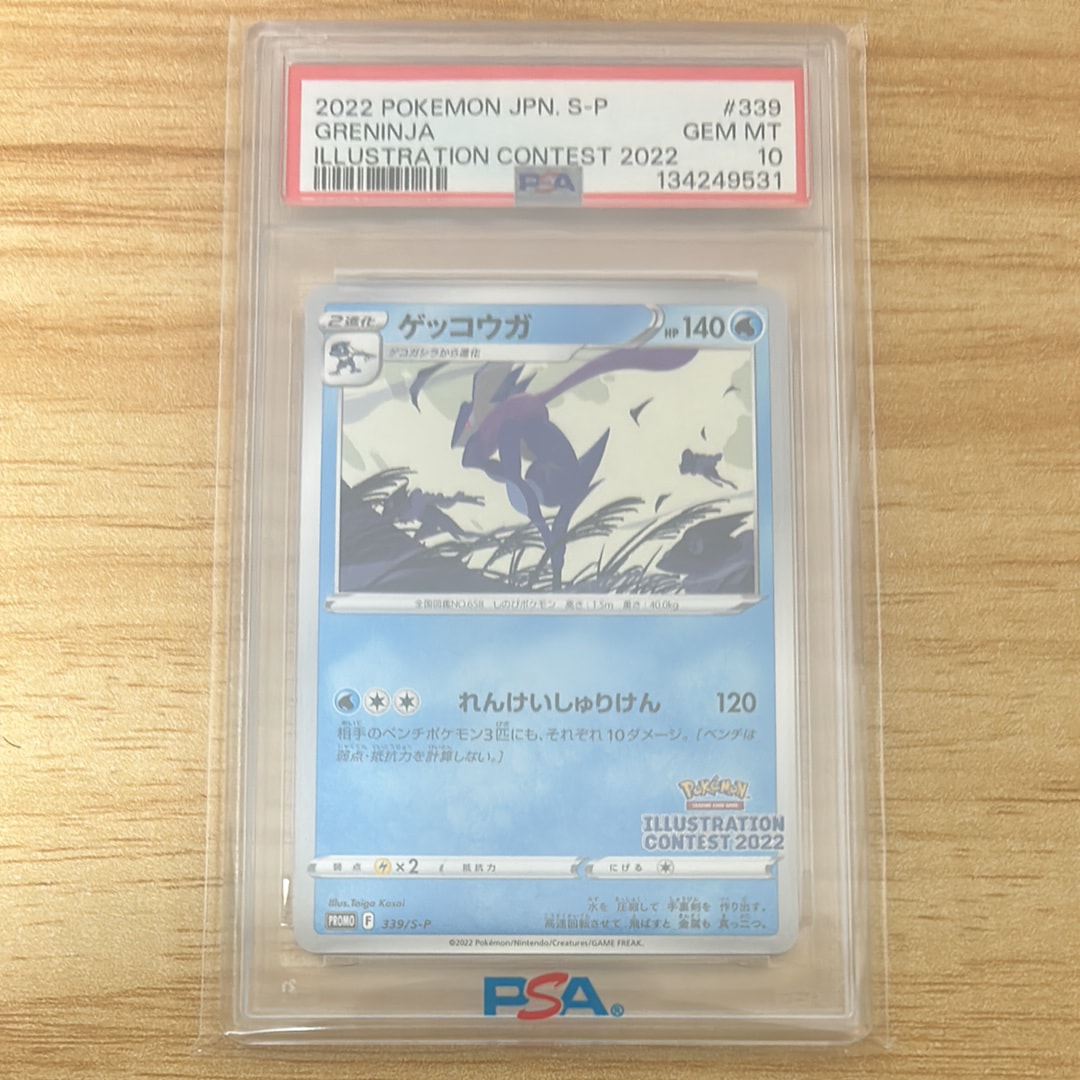 2022 POKEMON JPN. S-P #339
GRENINJA GEM MT
ILLUSTRATION CONTEST 2022 10
PSA 134249531
2進化 ゲッコウガ HP 140
ゲコガシラから進化
全国図鑑NO.658 しのびポケモン 高さ:1.5m 重さ:40.0kg
れんけいしゅりけん 120
相手のベンチポケモン3匹にも、それぞれ10ダメージ。[ベンチは
弱点・抵抗力を計算しない。]
POKéMON
ILLUSTRATION
CONTEST 2022
弱点 ×2 抵抗力 にげる
Illus.Taiga Kasai
水を 圧縮して 手裏剣を 作り出す。
高速回転させて 飛ばすと 金属も 真っ二つ。
PROMO F 339/S-P
©2022 Pokémon/Nintendo/Creatures/GAME FREAK.
PSA®